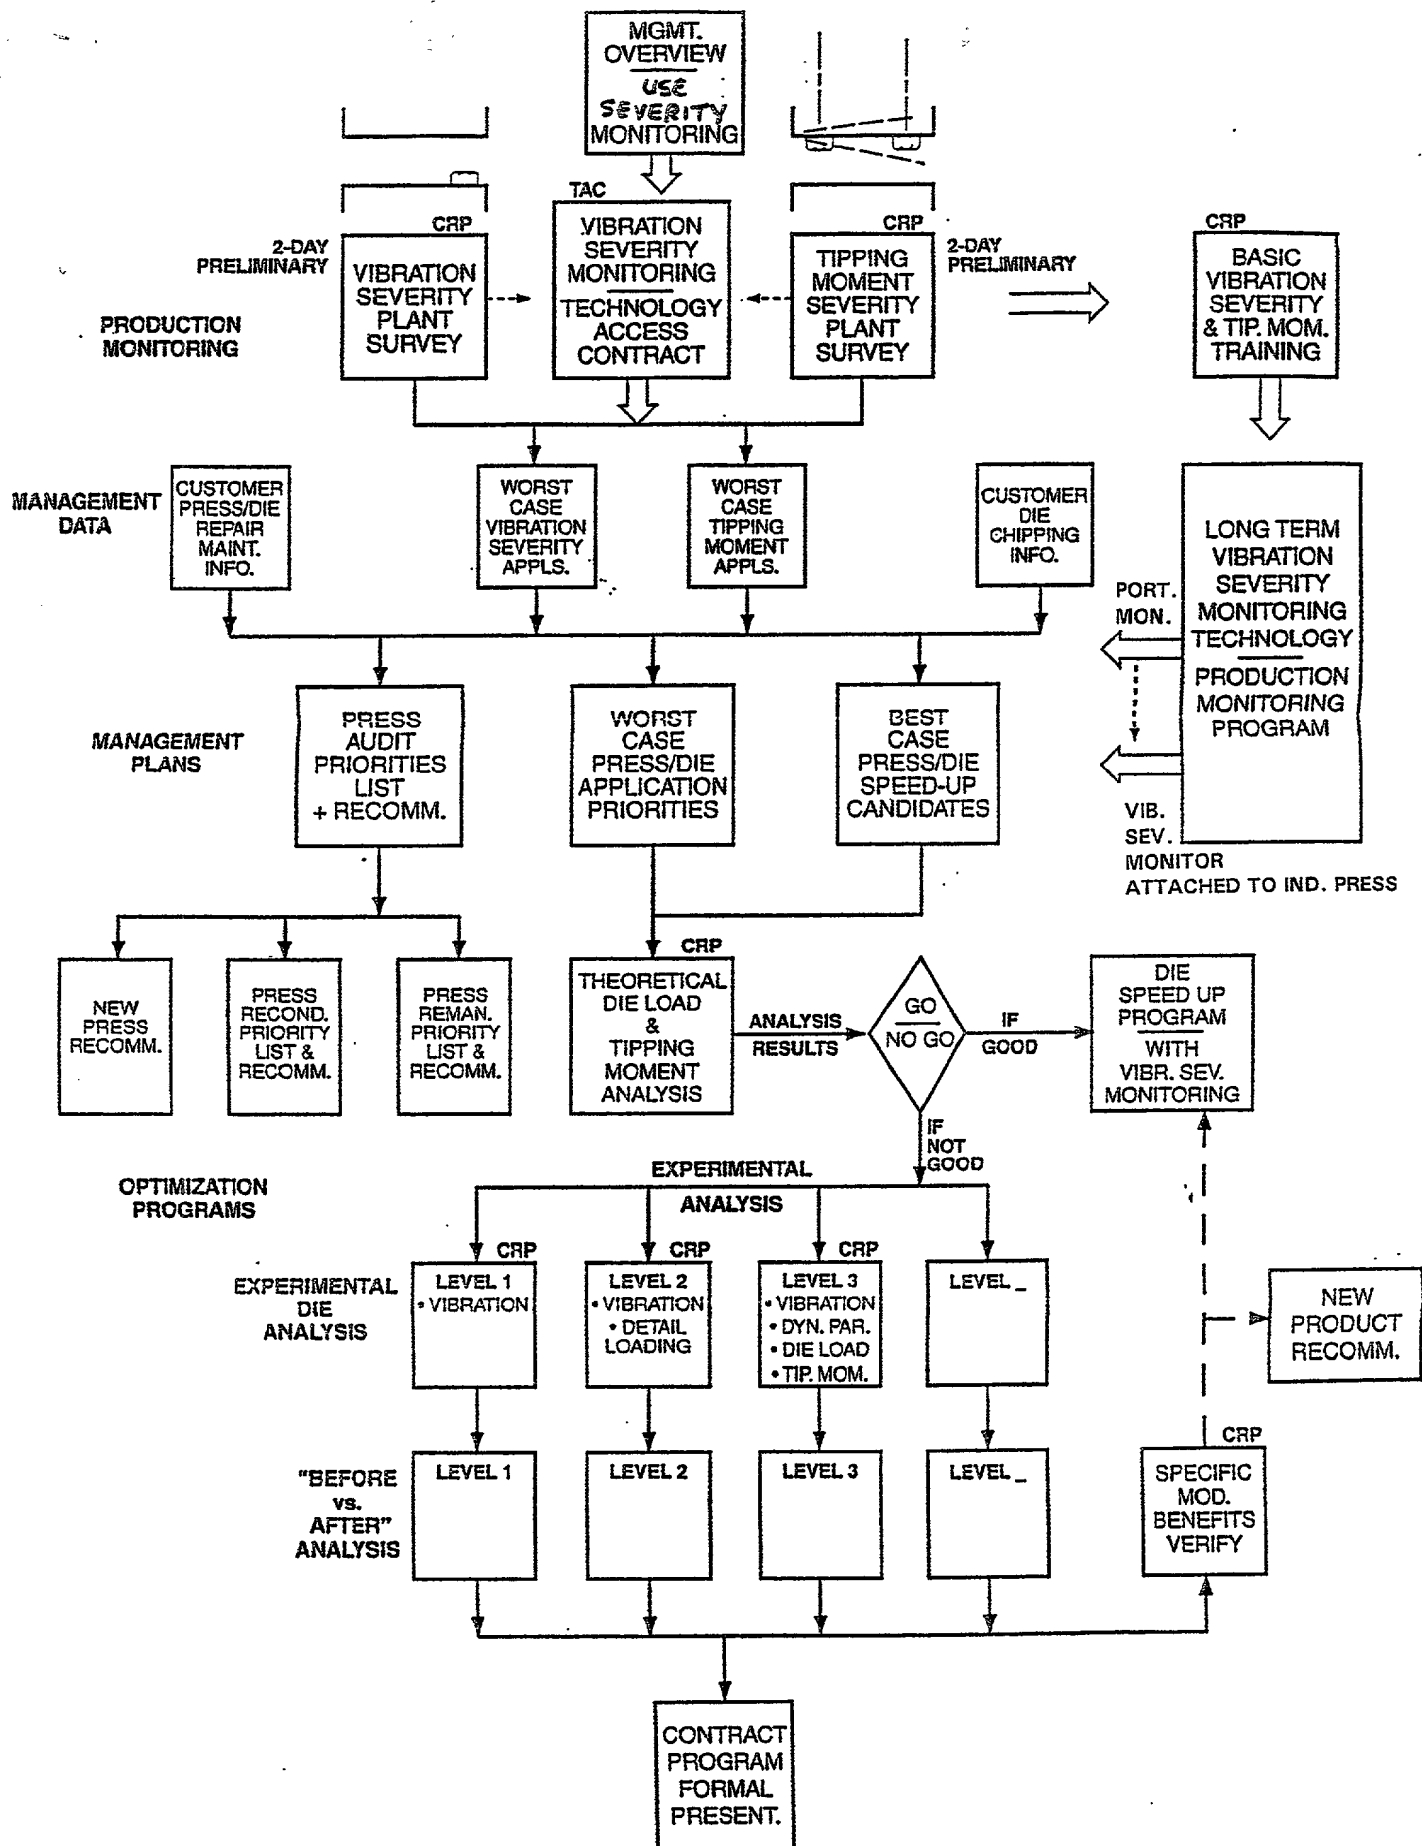 MGMT.
OVERVIEW
USE
SEVERITY
MONITORING
TAC
CRP
2-DAY
PRELIMINARY
VIBRATION
SEVERITY
PLANT
SURVEY
VIBRATION
SEVERITY
MONITORING
TECHNOLOGY
ACCESS
CONTRACT
CRP
TIPPING
MOMENT
SEVERITY
PLANT
SURVEY
2-DAY
PRELIMINARY
CRP
BASIC
VIBRATION
SEVERITY
& TIP. MOM.
TRAINING
PRODUCTION
MONITORING
MANAGEMENT
DATA
CUSTOMER
PRESS/DIE
REPAIR
MAINT.
INFO.
WORST
CASE
VIBRATION
SEVERITY
APPLS.
WORST
CASE
TIPPING
MOMENT
APPLS.
CUSTOMER
DIE
CHIPPING
INFO.
PORT.
MON.
LONG TERM
VIBRATION
SEVERITY
MONITORING
TECHNOLOGY
PRODUCTION
MONITORING
PROGRAM
VIB.
SEV.
MONITOR
ATTACHED TO IND. PRESS
MANAGEMENT
PLANS
PRESS
AUDIT
PRIORITIES
LIST
+ RECOMM.
WORST
CASE
PRESS/DIE
APPLICATION
PRIORITIES
BEST
CASE
PRESS/DIE
SPEED-UP
CANDIDATES
NEW
PRESS
RECOMM.
PRESS
RECOND.
PRIORITY
LIST &
RECOMM.
PRESS
REMAN.
PRIORITY
LIST &
RECOMM.
CRP
THEORETICAL
DIE LOAD
&
TIPPING
MOMENT
ANALYSIS
ANALYSIS
RESULTS
GO
NO GO
IF
GOOD
DIE
SPEED UP
PROGRAM
WITH
VIBR. SEV.
MONITORING
IF
NOT
GOOD
EXPERIMENTAL
ANALYSIS
OPTIMIZATION
PROGRAMS
EXPERIMENTAL
DIE
ANALYSIS
CRP
LEVEL 1
• VIBRATION
CRP
LEVEL 2
• VIBRATION
• DETAIL
LOADING
CRP
LEVEL 3
• VIBRATION
• DYN. PAR.
• DIE LOAD
• TIP. MOM.
LEVEL _
NEW
PRODUCT
RECOMM.
"BEFORE
vs.
AFTER"
ANALYSIS
LEVEL 1
LEVEL 2
LEVEL 3
LEVEL _
CRP
SPECIFIC
MOD.
BENEFITS
VERIFY
CONTRACT
PROGRAM
FORMAL
PRESENT.